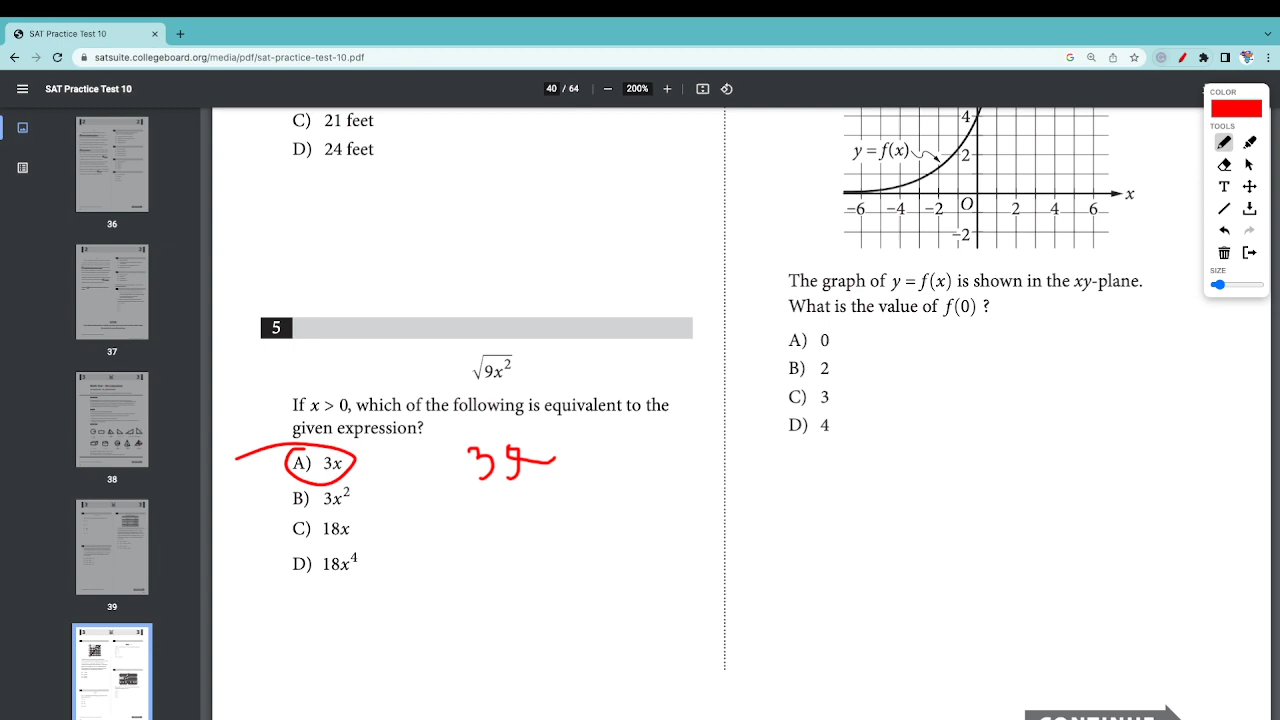 SAT Practice Test 10
satsuite.collegeboard.org/media/pdf/sat-practice-test-10.pdf
SAT Practice Test 10
40 / 64
200%
36
37
38
39
C) 21 feet
D) 24 feet
5
√9x²
If x > 0, which of the following is equivalent to the
given expression?
A) 3x
3x
B) 3x²
C) 18x
D) 18x⁴
4
y = f(x)
2
-6 -4 -2 O 2 4 6 x
-2
The graph of y = f(x) is shown in the xy-plane.
What is the value of f(0) ?
A) 0
B) 2
C) 3
D) 4
CONTINUE
COLOR
TOOLS
T
SIZE